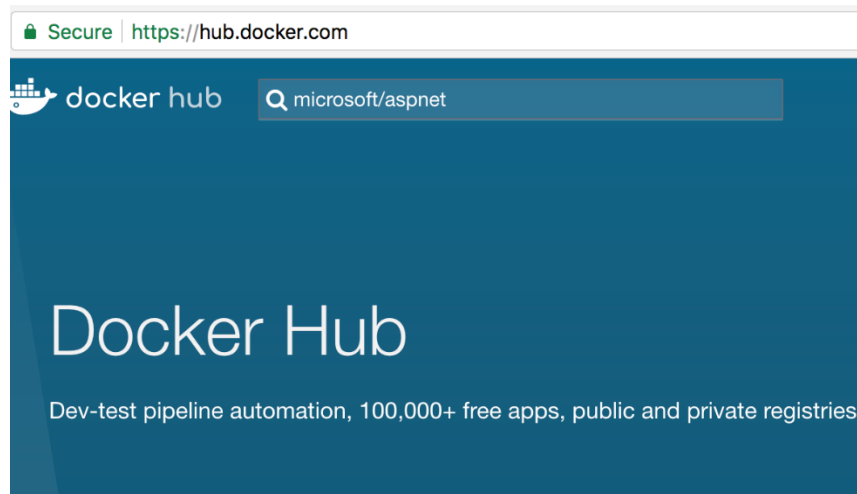 Secure https://hub.docker.com
docker hub microsoft/aspnet
Docker Hub
Dev-test pipeline automation, 100,000+ free apps, public and private registries